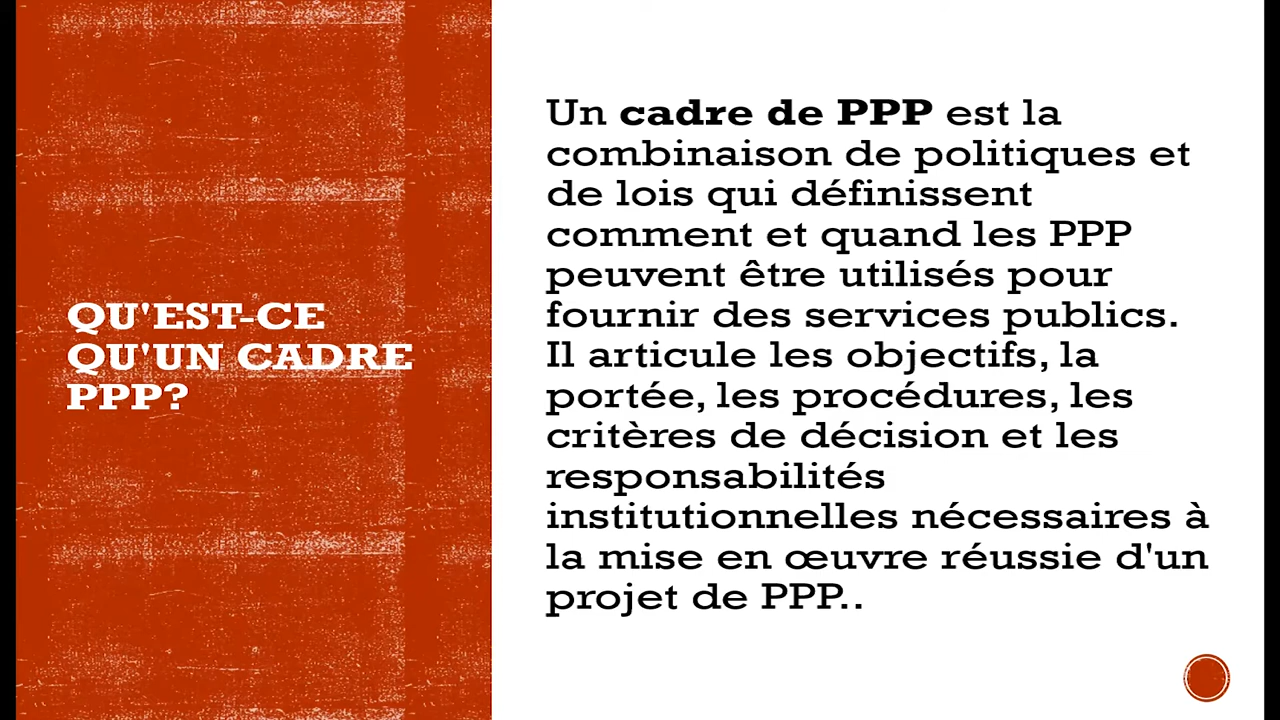 QU'EST-CE
QU'UN CADRE
PPP?
Un cadre de PPP est la
combinaison de politiques et
de lois qui définissent
comment et quand les PPP
peuvent être utilisés pour
fournir des services publics.
Il articule les objectifs, la
portée, les procédures, les
critères de décision et les
responsabilités
institutionnelles nécessaires à
la mise en œuvre réussie d'un
projet de PPP..